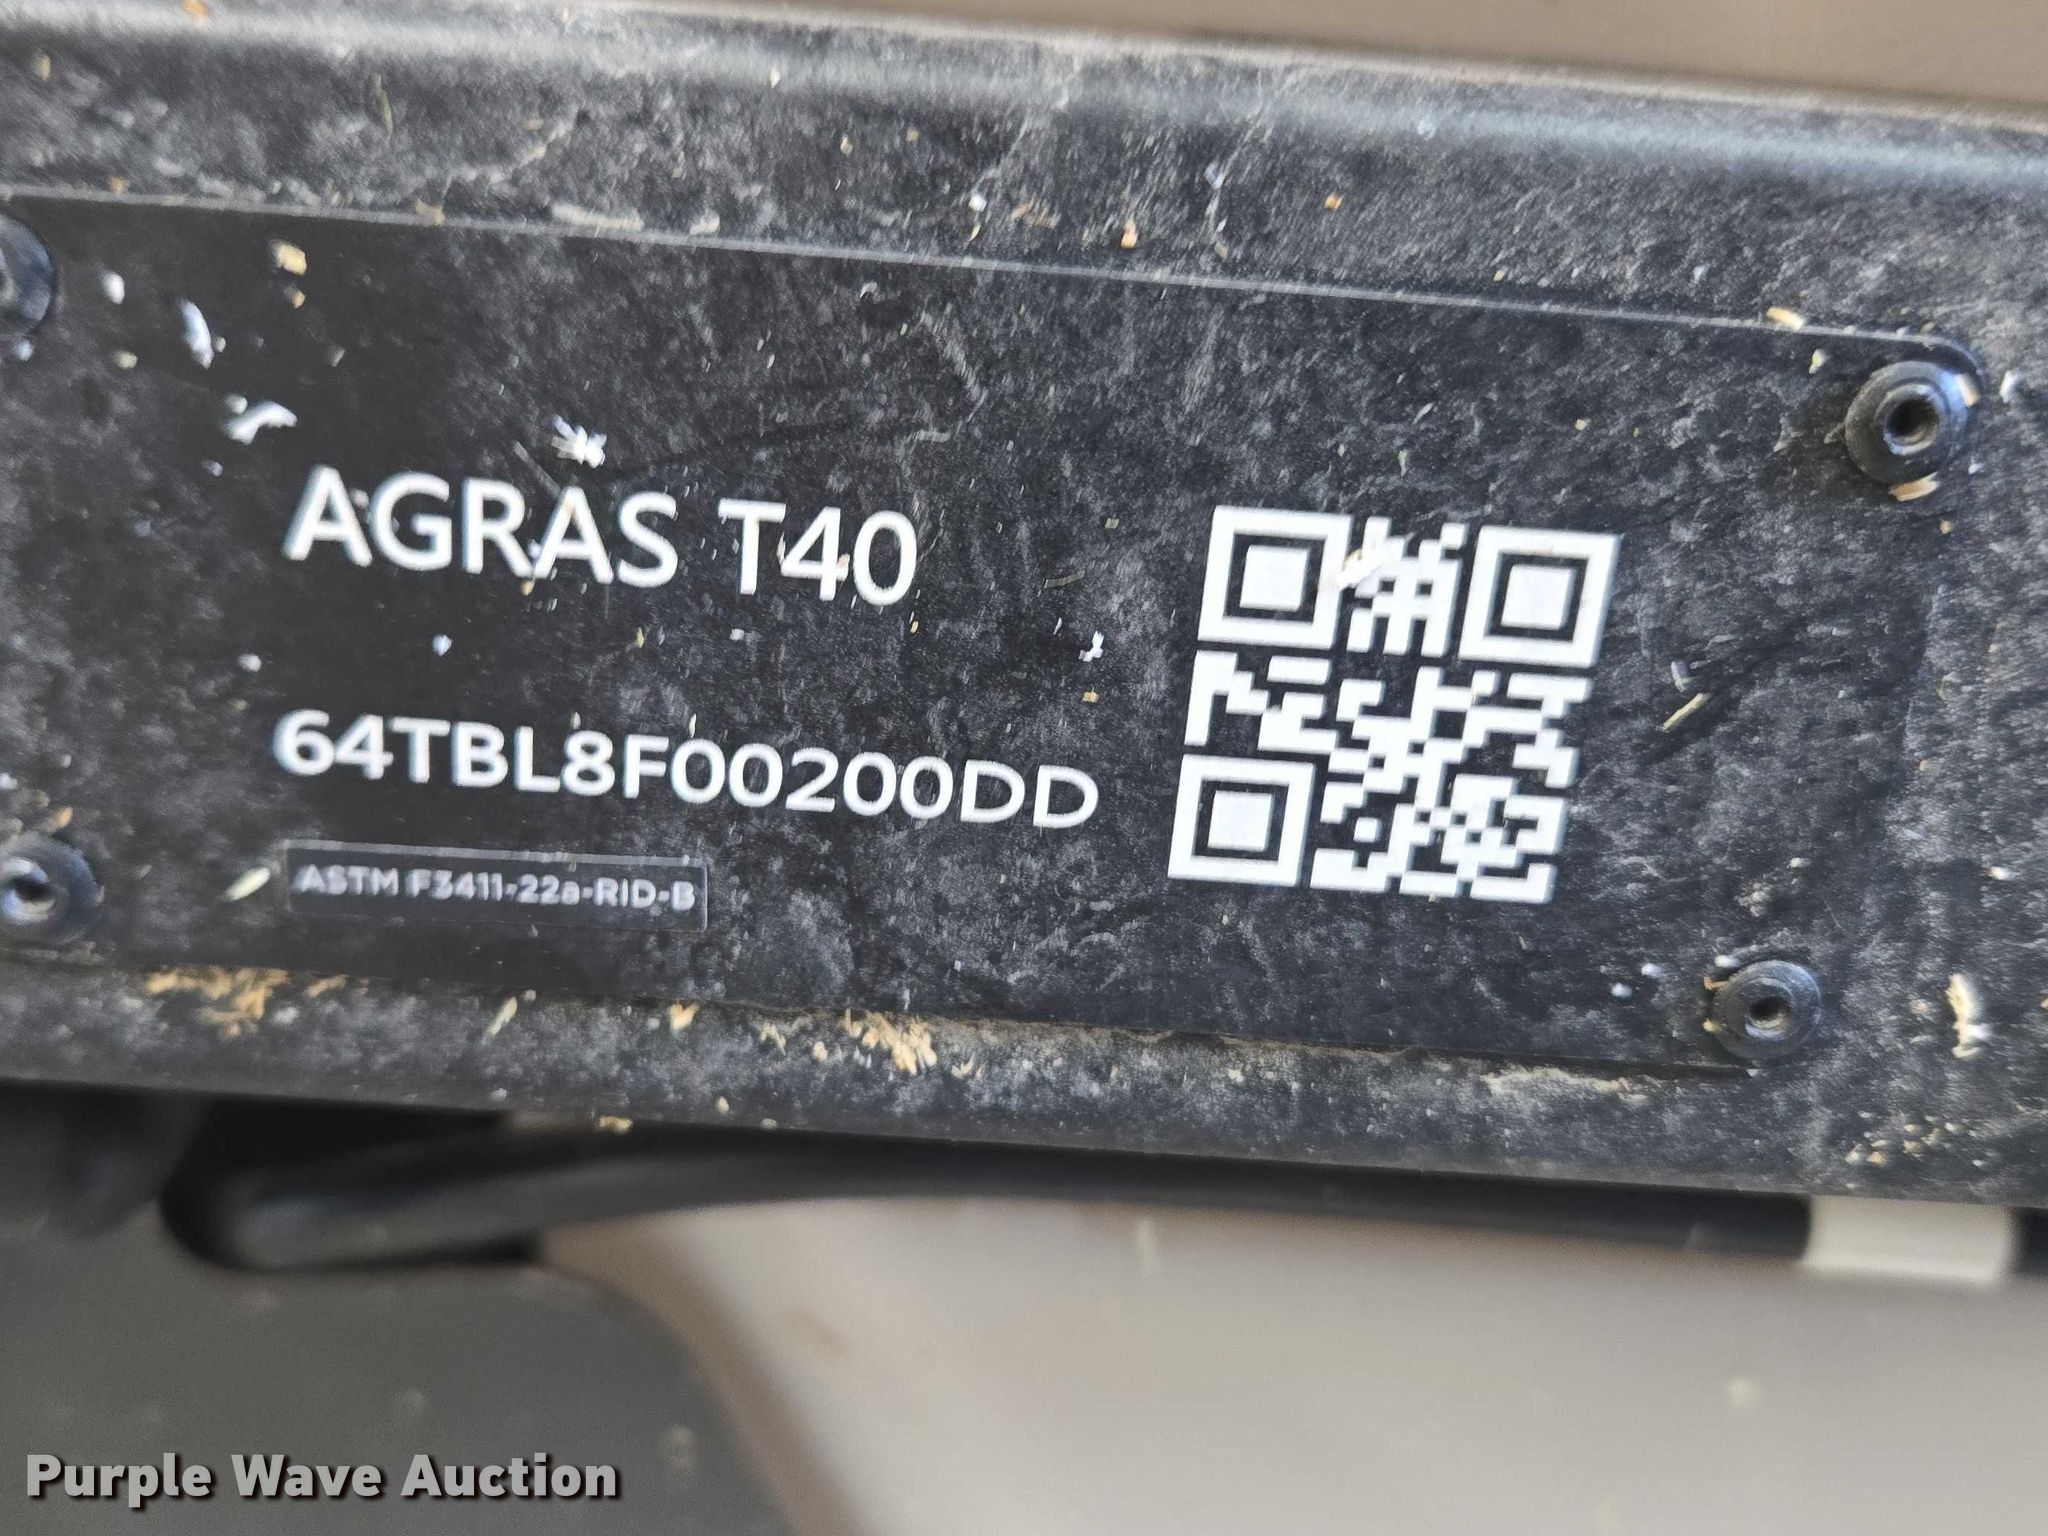 AGRAS T40
64TBL8F00200DD
ASTM F3411-22a-RID-B
Purple Wave Auction